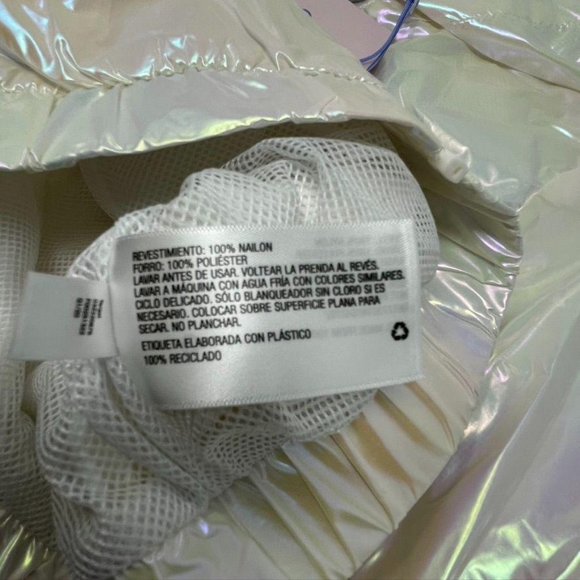 REVESTIMIENTO: 100% NAILON
FORRO: 100% POLIÉSTER
LAVAR ANTES DE USAR. VOLTEAR LA PRENDA AL REVÉS.
LAVAR A MÁQUINA CON AGUA FRÍA CON COLORES SIMILARES.
CICLO DELICADO. SÓLO BLANQUEADOR SIN CLORO SI ES
NECESARIO. COLOCAR SOBRE SUPERFICIE PLANA PARA
SECAR. NO PLANCHAR.
ETIQUETA ELABORADA CON PLÁSTICO
100% RECICLADO